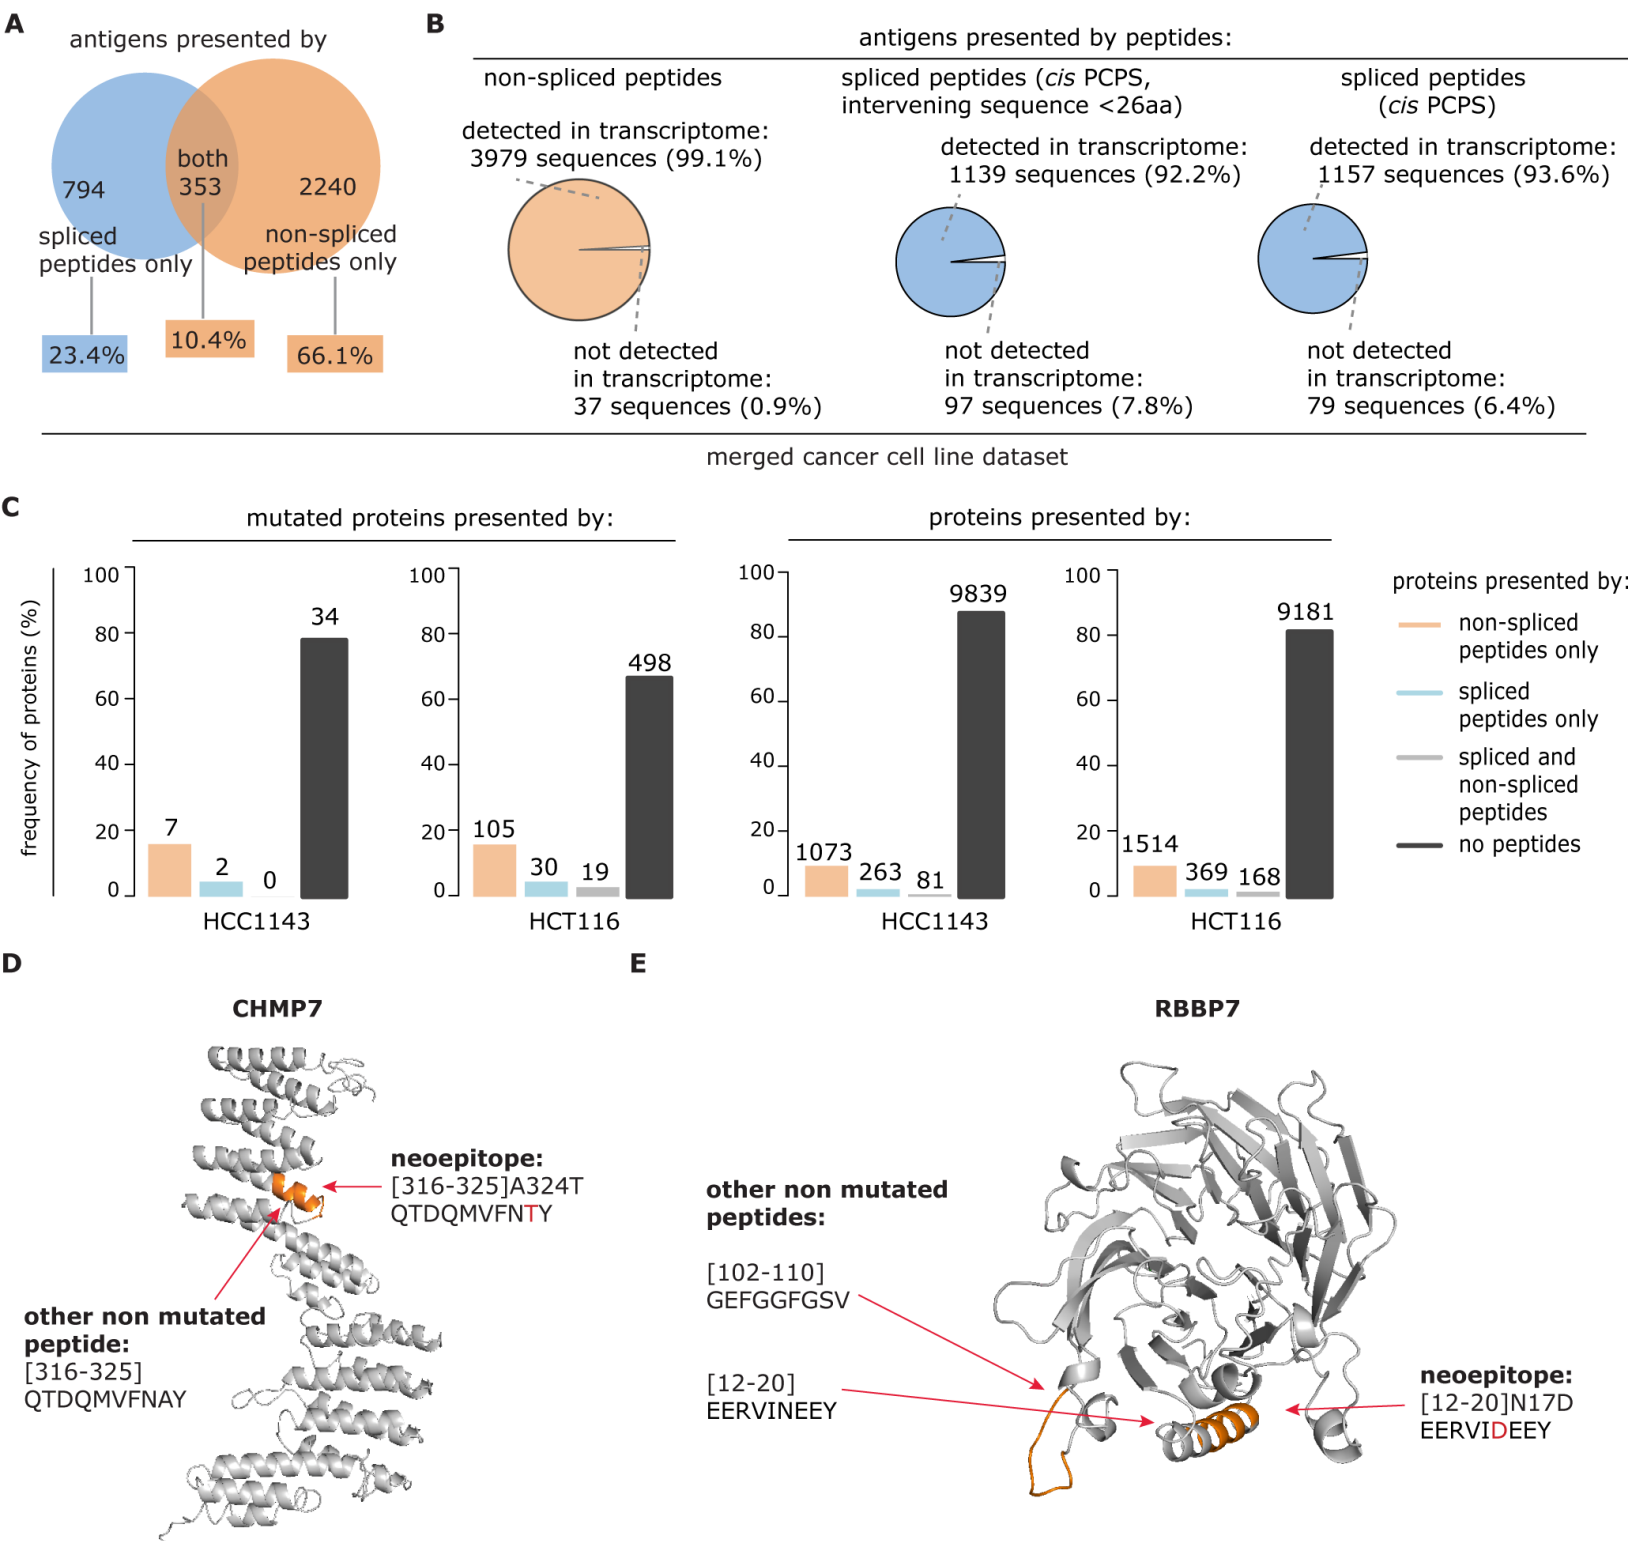 A
antigens presented by
794
both
353
2240
spliced
peptides only
non-spliced
peptides only
23.4%
10.4%
66.1%
B
antigens presented by peptides:
non-spliced peptides
detected in transcriptome:
3979 sequences (99.1%)
not detected
in transcriptome:
37 sequences (0.9%)
spliced peptides (cis PCPS,
intervening sequence <26aa)
detected in transcriptome:
1139 sequences (92.2%)
not detected
in transcriptome:
97 sequences (7.8%)
spliced peptides
(cis PCPS)
detected in transcriptome:
1157 sequences (93.6%)
not detected
in transcriptome:
79 sequences (6.4%)
merged cancer cell line dataset
C
mutated proteins presented by:
proteins presented by:
frequency of proteins (%)
100
80
60
40
20
0
7
2
0
34
HCC1143
100
80
60
40
20
0
105
30
19
498
HCT116
100
80
60
40
20
0
1073
263
81
9839
HCC1143
100
80
60
40
20
0
1514
369
168
9181
HCT116
proteins presented by:
non-spliced
peptides only
spliced
peptides only
spliced and
non-spliced
peptides
no peptides
D
CHMP7
neoepitope:
[316-325]A324T
QTDQMVFNTY
other non mutated
peptide:
[316-325]
QTDQMVFNAY
E
RBBP7
other non mutated
peptides:
[102-110]
GEFGGFGSV
[12-20]
EERVINEEY
neoepitope:
[12-20]N17D
EERVIDEEY